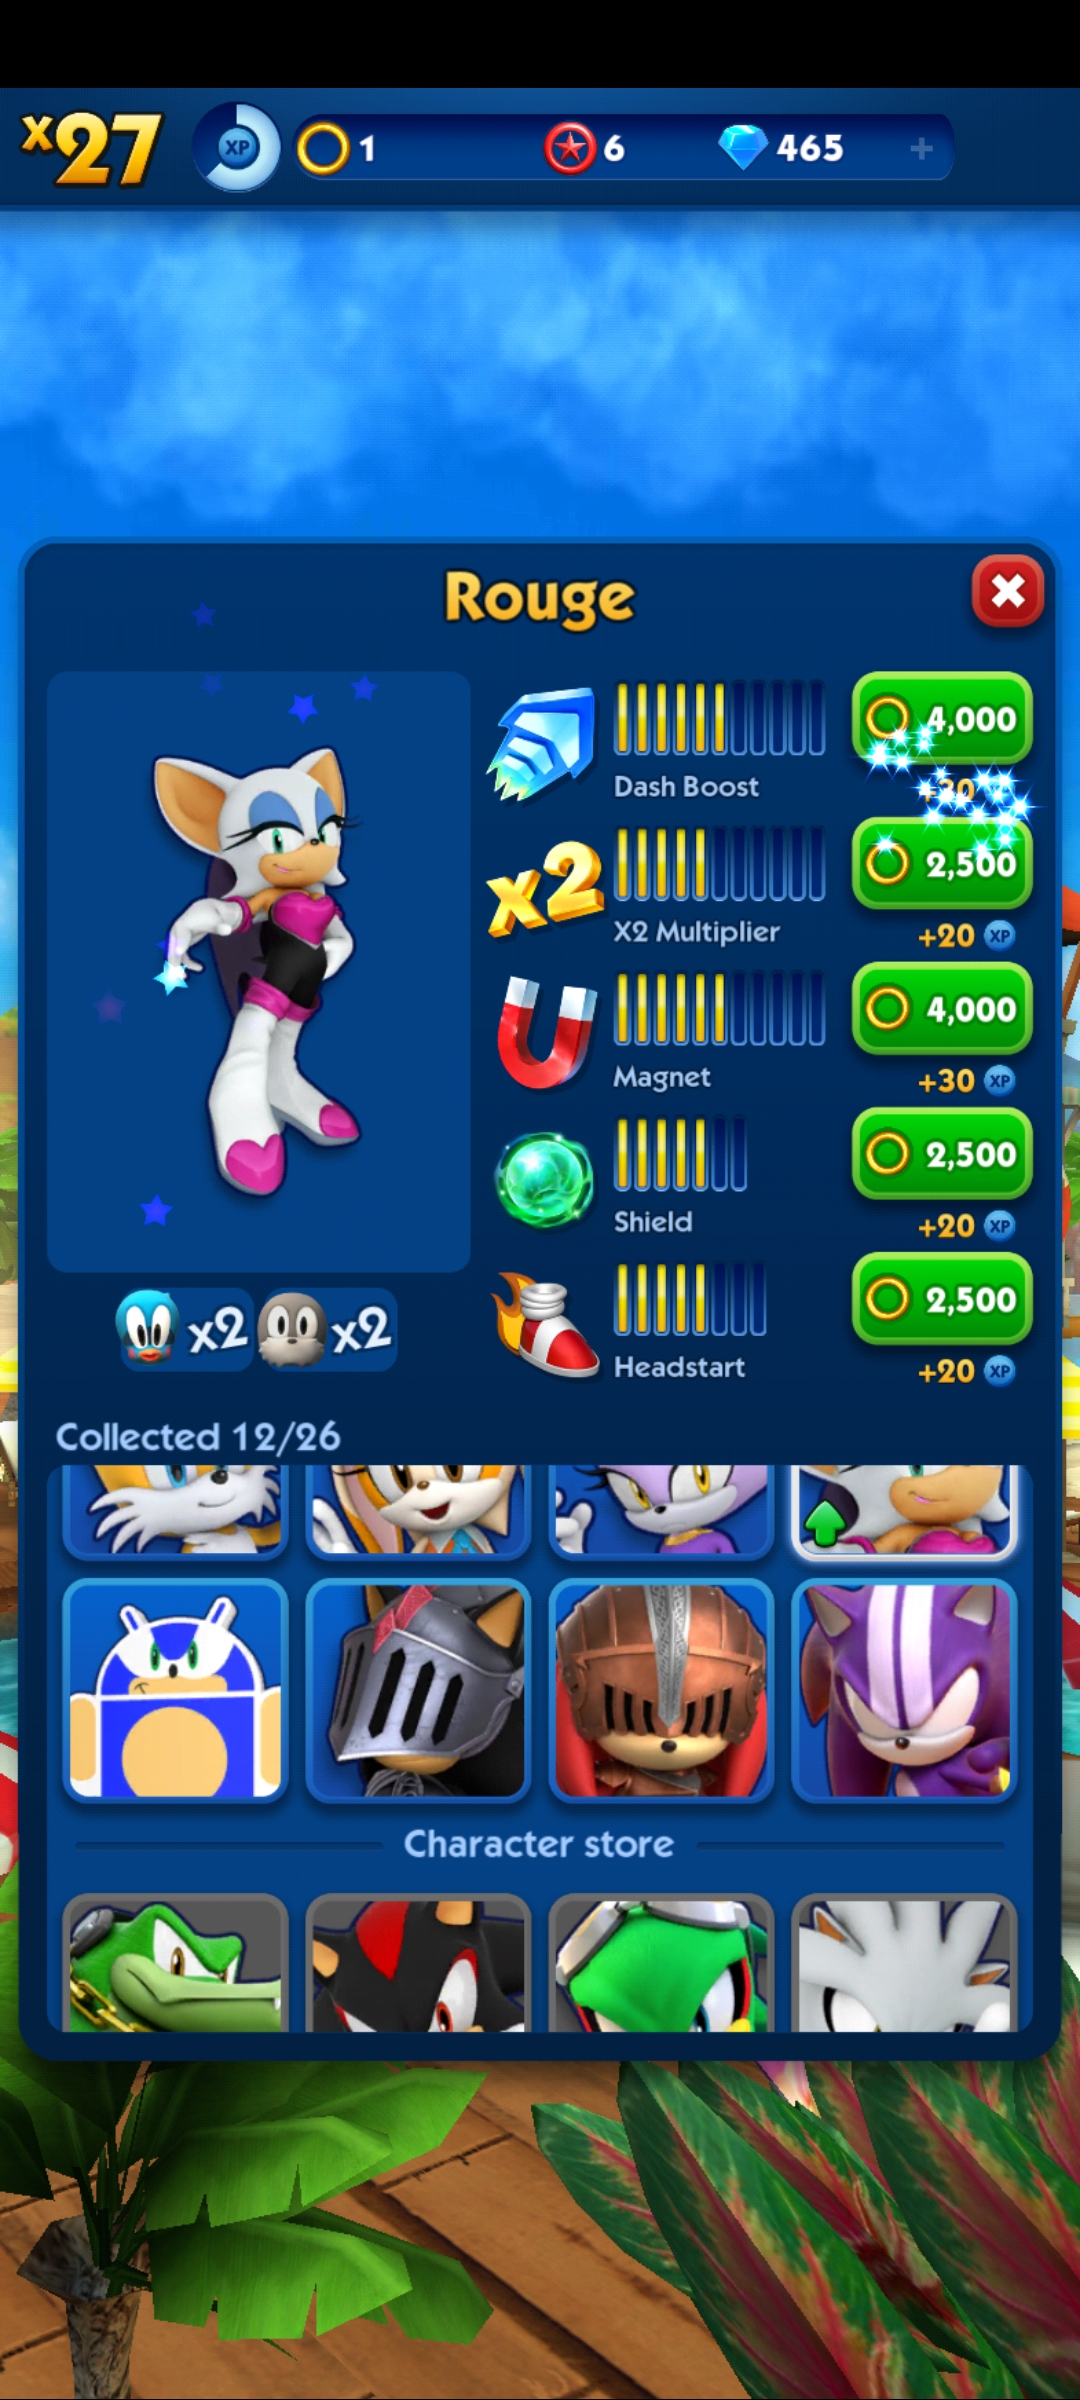 x27
XP
1
6
465
+
Rouge
4,000
Dash Boost
+30
x2
2,500
X2 Multiplier
+20 XP
4,000
Magnet
+30 XP
2,500
Shield
+20 XP
2,500
Headstart
+20 XP
x2
x2
Collected 12/26
Character store